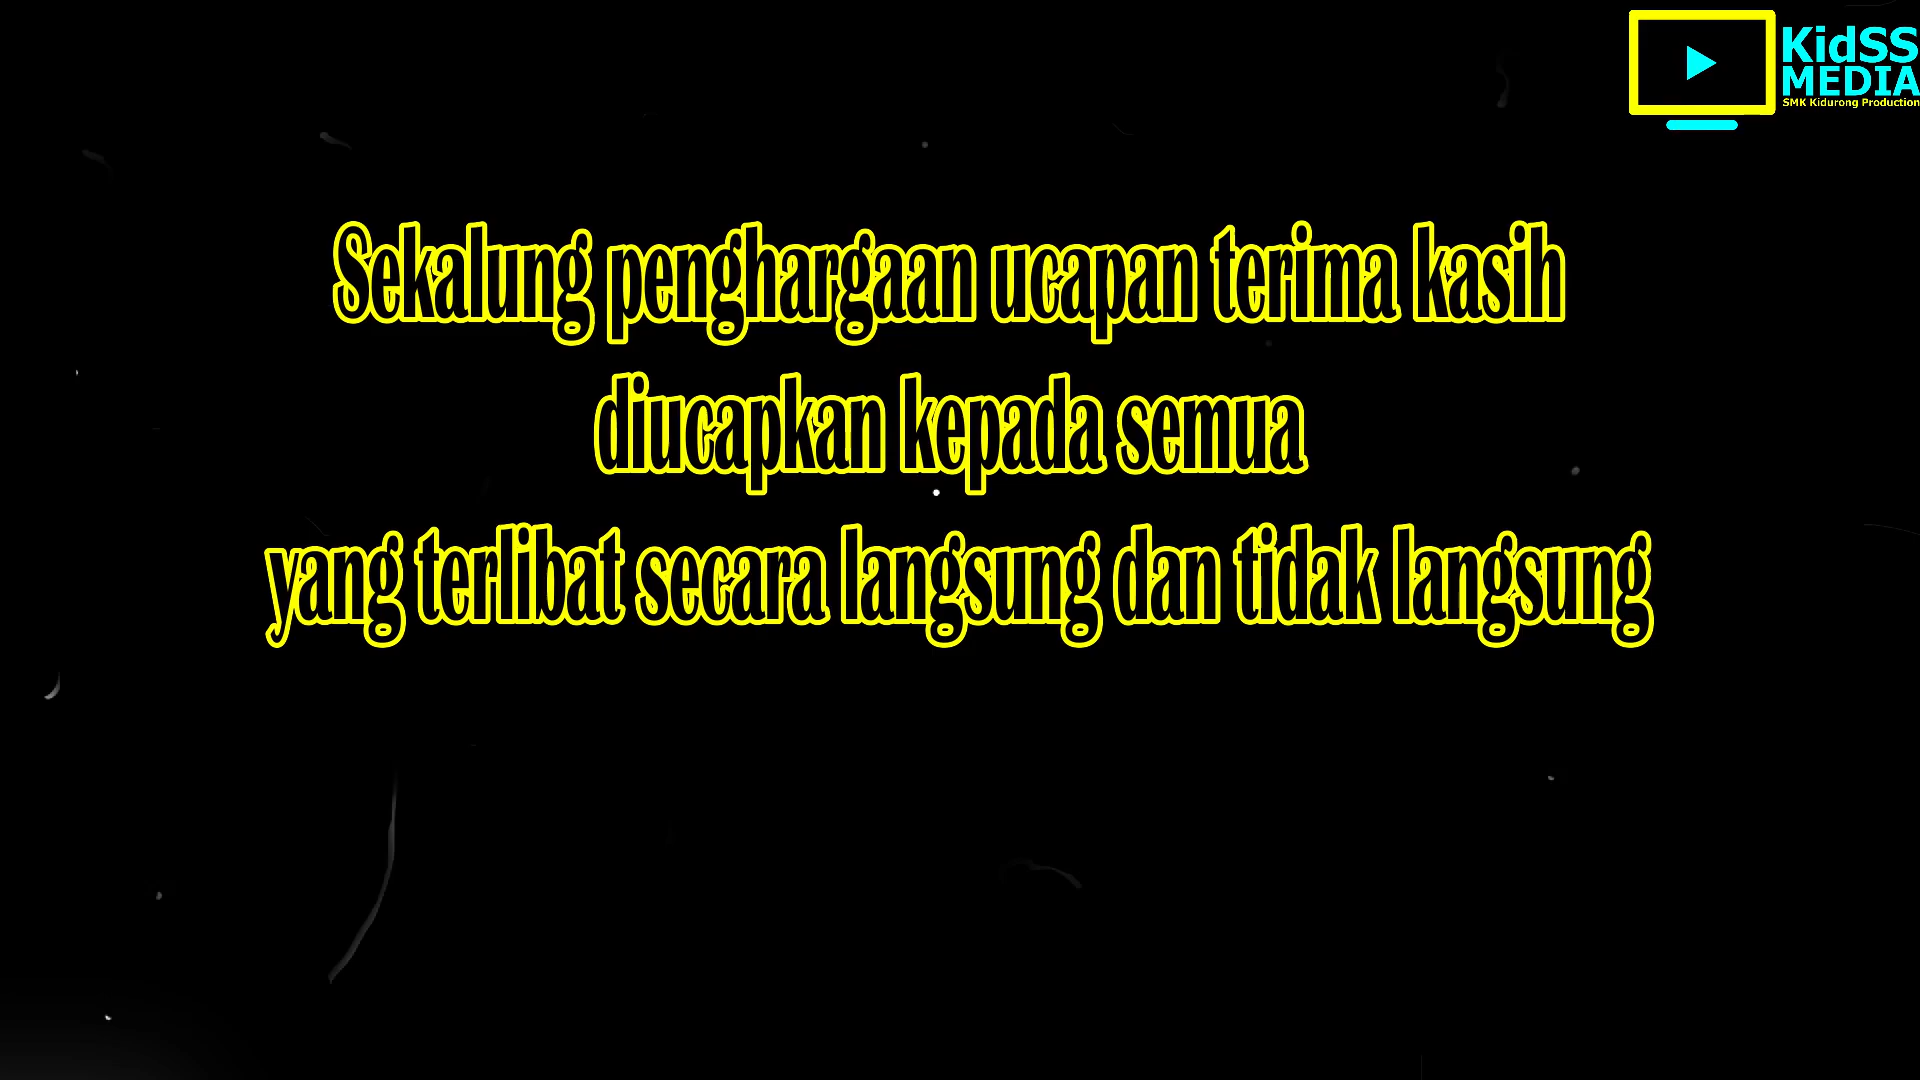 KidSS
MEDIA
SMK Kidurong Production
Sekalung penghargaan ucapan terima kasih
diucapkan kepada semua
yang terlibat secara langsung dan tidak langsung